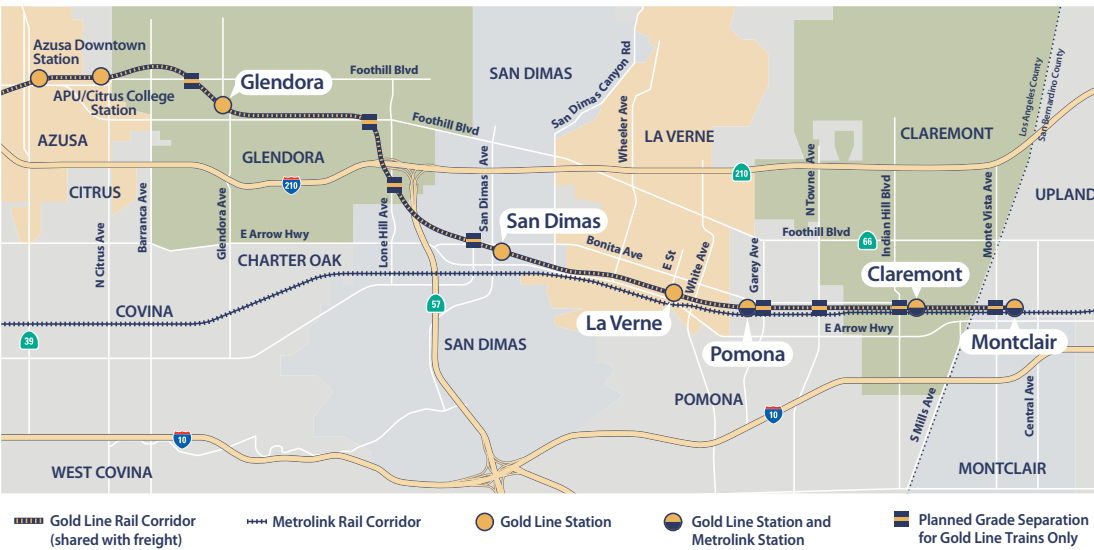 Azusa Downtown
Station
APU/Citrus College
Station
Glendora
Foothill Blvd
SAN DIMAS
San Dimas Canyon Rd
Foothill Blvd
Wheeler Ave
LA VERNE
Los Angeles County
San Bernardino County
CLAREMONT
AZUSA
GLENDORA
210
210
CITRUS
N Citrus Ave
Barranca Ave
Glendora Ave
E Arrow Hwy
Lone Hill Ave
San Dimas Ave
San Dimas
Bonita Ave
E St
White Ave
Garey Ave
N Towne Ave
Foothill Blvd
66
Indian Hill Blvd
Monte Vista Ave
UPLAND
CHARTER OAK
Claremont
COVINA
57
39
SAN DIMAS
La Verne
Pomona
E Arrow Hwy
Montclair
POMONA
10
10
S Mills Ave
Central Ave
WEST COVINA
MONTCLAIR
Gold Line Rail Corridor
(shared with freight)
Metrolink Rail Corridor
Gold Line Station
Gold Line Station and
Metrolink Station
Planned Grade Separation
for Gold Line Trains Only